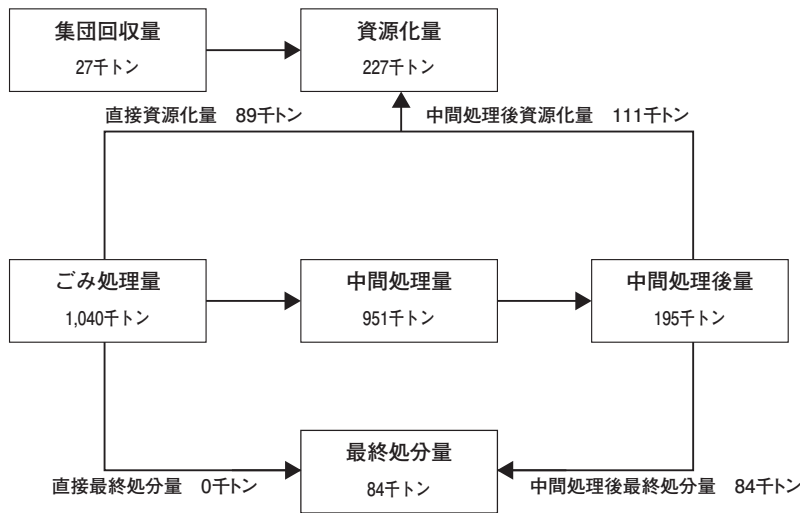 集団回収量
27千トン
資源化量
227千トン
直接資源化量 89千トン
中間処理後資源化量 111千トン
ごみ処理量
1,040千トン
中間処理量
951千トン
中間処理後量
195千トン
最終処分量
84千トン
直接最終処分量 0千トン
中間処理後最終処分量 84千トン